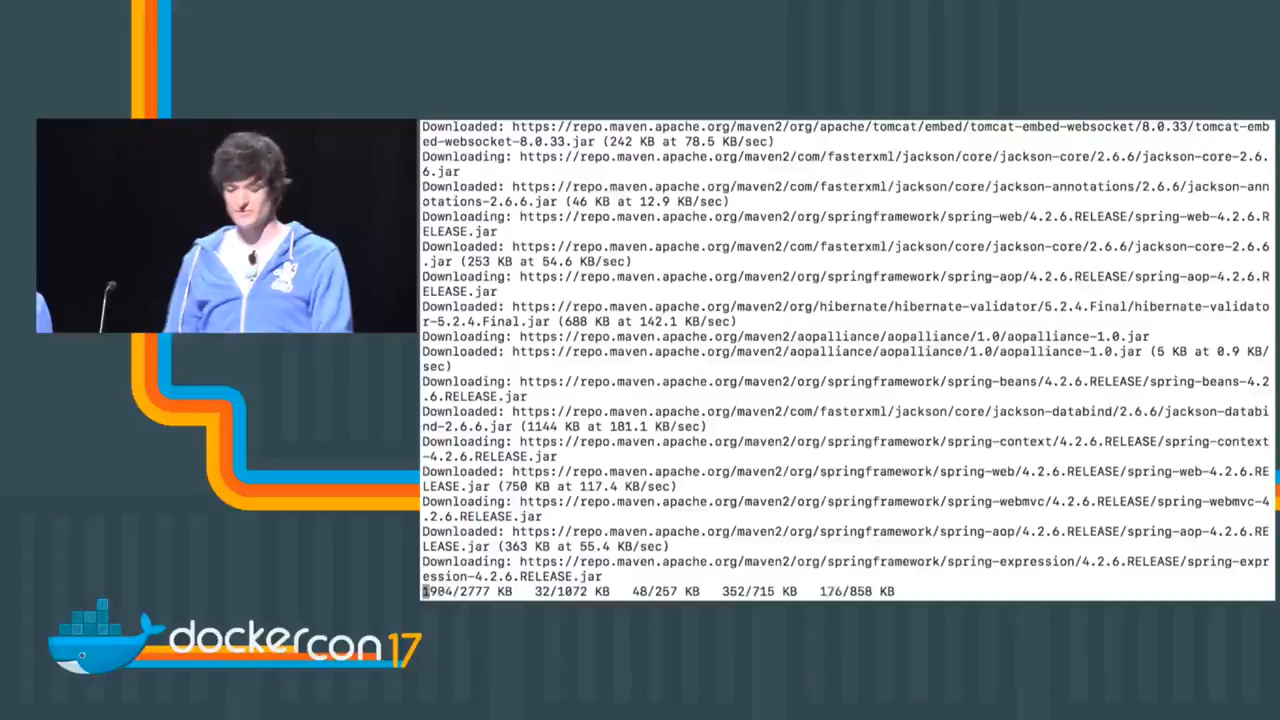 Downloaded: https://repo.maven.apache.org/maven2/org/apache/tomcat/embed/tomcat-embed-websocket/8.0.33/tomcat-emb
ed-websocket-8.0.33.jar (242 KB at 78.5 KB/sec)
Downloading: https://repo.maven.apache.org/maven2/com/fasterxml/jackson/core/jackson-core/2.6.6/jackson-core-2.6.
6.jar
Downloaded: https://repo.maven.apache.org/maven2/com/fasterxml/jackson/core/jackson-annotations/2.6.6/jackson-ann
otations-2.6.6.jar (46 KB at 12.9 KB/sec)
Downloading: https://repo.maven.apache.org/maven2/org/springframework/spring-web/4.2.6.RELEASE/spring-web-4.2.6.R
ELEASE.jar
Downloaded: https://repo.maven.apache.org/maven2/com/fasterxml/jackson/core/jackson-core/2.6.6/jackson-core-2.6.6
.jar (253 KB at 54.6 KB/sec)
Downloading: https://repo.maven.apache.org/maven2/org/springframework/spring-aop/4.2.6.RELEASE/spring-aop-4.2.6.R
ELEASE.jar
Downloaded: https://repo.maven.apache.org/maven2/org/hibernate/hibernate-validator/5.2.4.Final/hibernate-validato
r-5.2.4.Final.jar (688 KB at 142.1 KB/sec)
Downloading: https://repo.maven.apache.org/maven2/aopalliance/aopalliance/1.0/aopalliance-1.0.jar
Downloaded: https://repo.maven.apache.org/maven2/aopalliance/aopalliance/1.0/aopalliance-1.0.jar (5 KB at 0.9 KB/
sec)
Downloading: https://repo.maven.apache.org/maven2/org/springframework/spring-beans/4.2.6.RELEASE/spring-beans-4.2
.6.RELEASE.jar
Downloaded: https://repo.maven.apache.org/maven2/com/fasterxml/jackson/core/jackson-databind/2.6.6/jackson-databi
nd-2.6.6.jar (1144 KB at 181.1 KB/sec)
Downloading: https://repo.maven.apache.org/maven2/org/springframework/spring-context/4.2.6.RELEASE/spring-context
-4.2.6.RELEASE.jar
Downloaded: https://repo.maven.apache.org/maven2/org/springframework/spring-web/4.2.6.RELEASE/spring-web-4.2.6.RE
LEASE.jar (750 KB at 117.4 KB/sec)
Downloading: https://repo.maven.apache.org/maven2/org/springframework/spring-webmvc/4.2.6.RELEASE/spring-webmvc-4
.2.6.RELEASE.jar
Downloaded: https://repo.maven.apache.org/maven2/org/springframework/spring-aop/4.2.6.RELEASE/spring-aop-4.2.6.RE
LEASE.jar (363 KB at 55.4 KB/sec)
Downloading: https://repo.maven.apache.org/maven2/org/springframework/spring-expression/4.2.6.RELEASE/spring-expr
ession-4.2.6.RELEASE.jar
1904/2777 KB   32/1072 KB   48/257 KB   352/715 KB   176/858 KB
dockercon 17